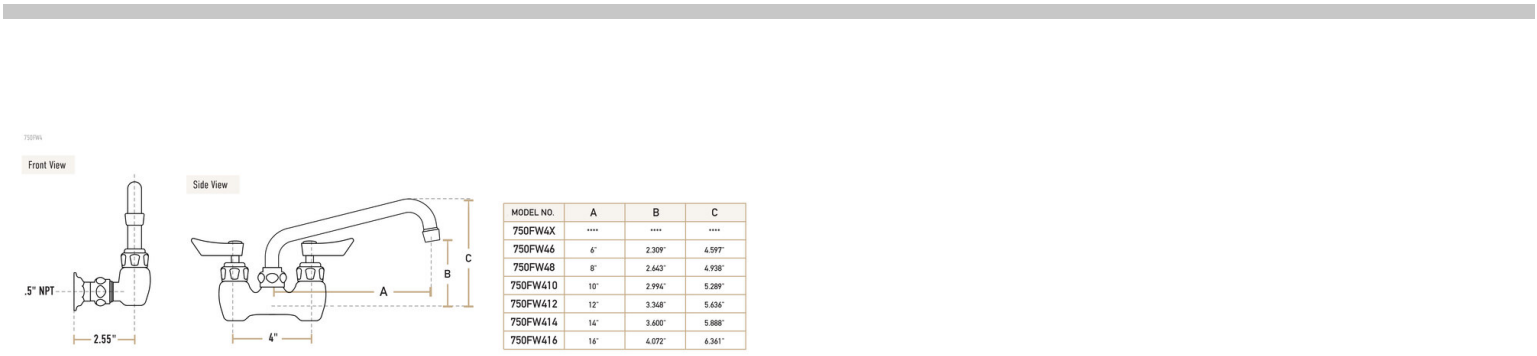 750FW4
Front View
Side View
.5" NPT
2.55"
4"
A
B
C
MODEL NO. A B C
750FW4X **** **** ****
750FW46 6" 2.309" 4.597"
750FW48 8" 2.643" 4.938"
750FW410 10" 2.994" 5.289"
750FW412 12" 3.348" 5.636"
750FW414 14" 3.600" 5.888"
750FW416 16" 4.072" 6.361"